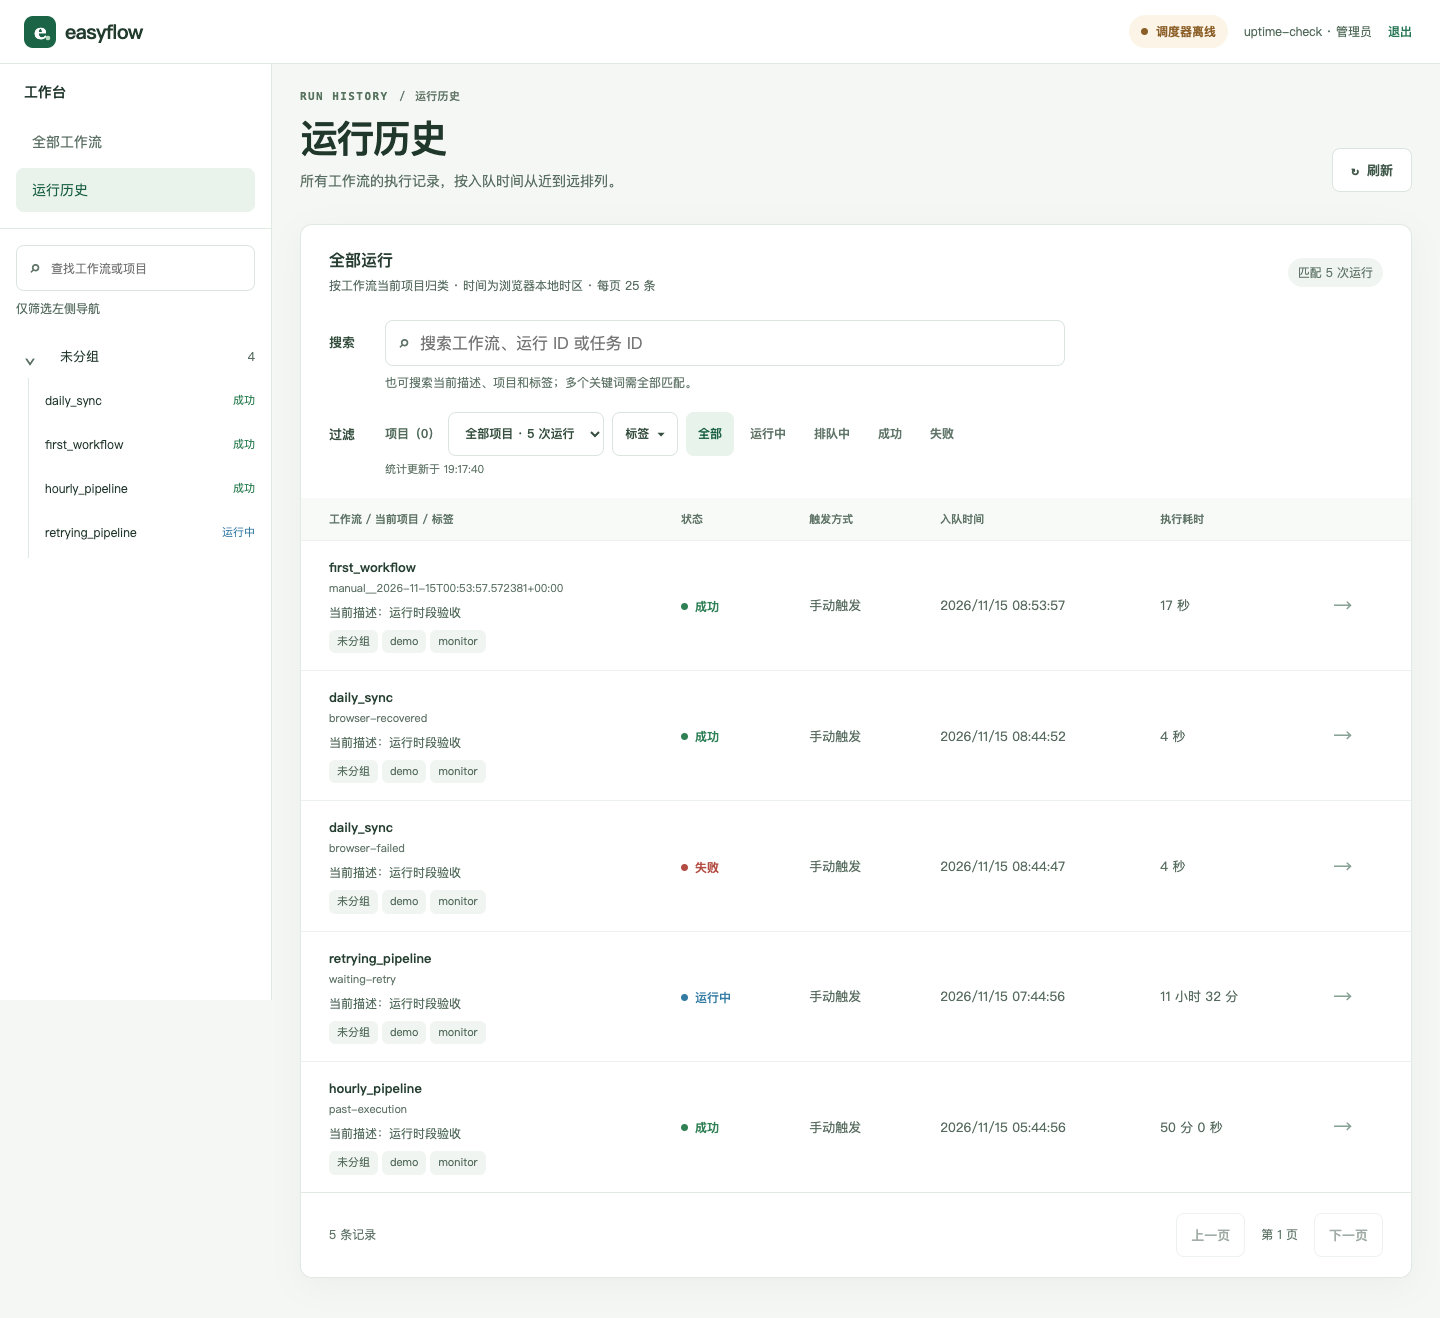 e. easyflow
调度器离线 uptime-check · 管理员 退出
工作台
全部工作流
运行历史
查找工作流或项目
仅筛选左侧导航
未分组 4
daily_sync 成功
first_workflow 成功
hourly_pipeline 成功
retrying_pipeline 运行中
RUN HISTORY / 运行历史
运行历史
所有工作流的执行记录，按入队时间从近到远排列。
↻ 刷新
全部运行
按工作流当前项目归类 · 时间为浏览器本地时区 · 每页 25 条
匹配 5 次运行
搜索 搜索工作流、运行 ID 或任务 ID
也可搜索当前描述、项目和标签；多个关键词需全部匹配。
过滤 项目 (0) 全部项目 · 5 次运行 标签 全部 运行中 排队中 成功 失败
统计更新于 19:17:40
工作流 / 当前项目 / 标签 状态 触发方式 入队时间 执行耗时
first_workflow
manual__2026-11-15T00:53:57.572381+00:00
当前描述：运行时段验收
未分组 demo monitor
成功 手动触发 2026/11/15 08:53:57 17 秒 →
daily_sync
browser-recovered
当前描述：运行时段验收
未分组 demo monitor
成功 手动触发 2026/11/15 08:44:52 4 秒 →
daily_sync
browser-failed
当前描述：运行时段验收
未分组 demo monitor
失败 手动触发 2026/11/15 08:44:47 4 秒 →
retrying_pipeline
waiting-retry
当前描述：运行时段验收
未分组 demo monitor
运行中 手动触发 2026/11/15 07:44:56 11 小时 32 分 →
hourly_pipeline
past-execution
当前描述：运行时段验收
未分组 demo monitor
成功 手动触发 2026/11/15 05:44:56 50 分 0 秒 →
5 条记录 上一页 第 1 页 下一页